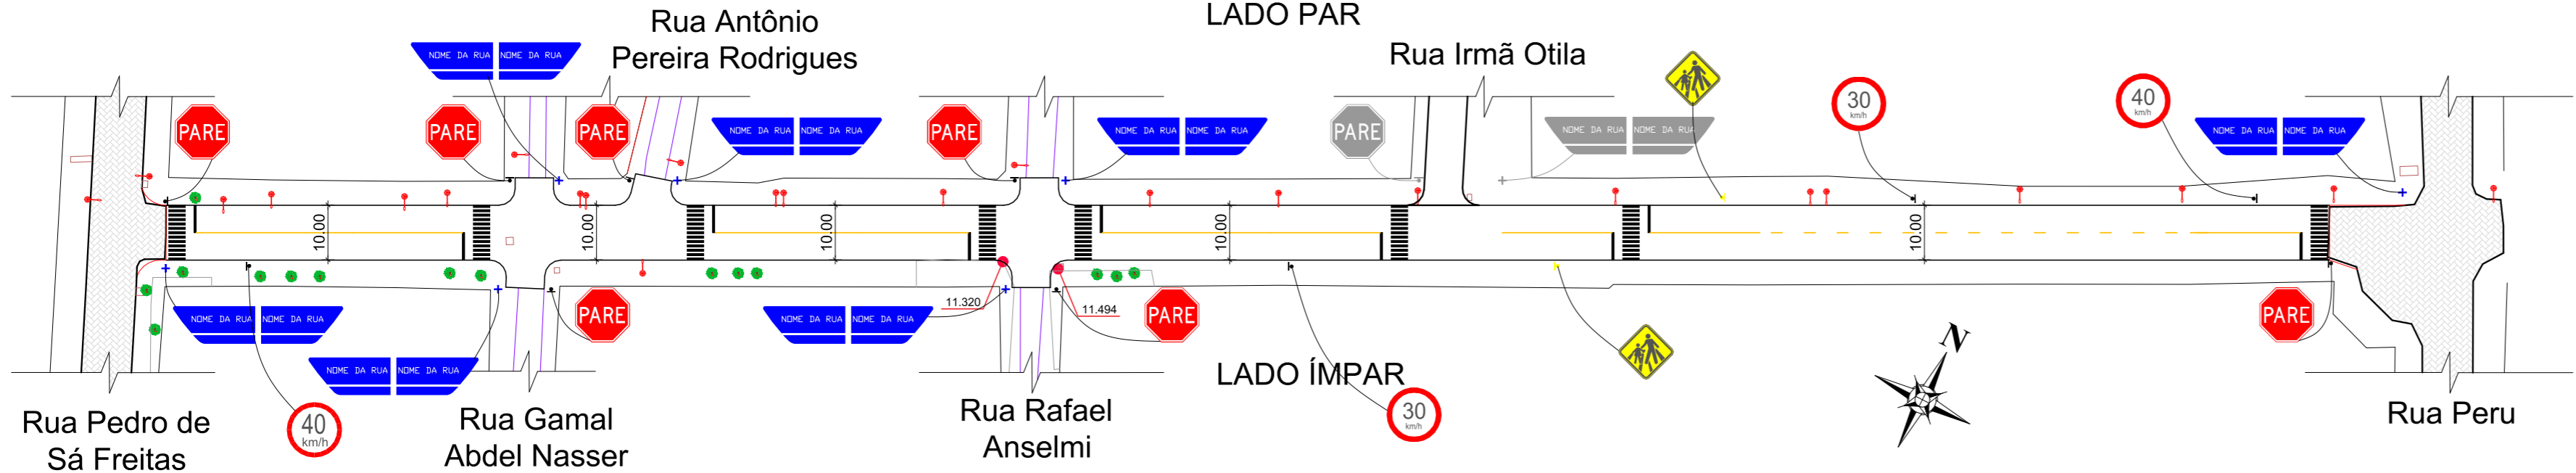 LADO PAR
Rua Antônio
Pereira Rodrigues
Rua Irmã Otila
NOME DA RUA NOME DA RUA
PARE
PARE
PARE
NOME DA RUA NOME DA RUA
PARE
NOME DA RUA NOME DA RUA
PARE
NOME DA RUA NOME DA RUA
30
km/h
40
km/h
NOME DA RUA NOME DA RUA
10.00
10.00
10.00
10.00
10.00
NOME DA RUA NOME DA RUA
NOME DA RUA NOME DA RUA
40
km/h
PARE
NOME DA RUA NOME DA RUA
11.320
11.494
PARE
LADO ÍMPAR
30
km/h
N
PARE
Rua Pedro de
Sá Freitas
Rua Gamal
Abdel Nasser
Rua Rafael
Anselmi
Rua Peru